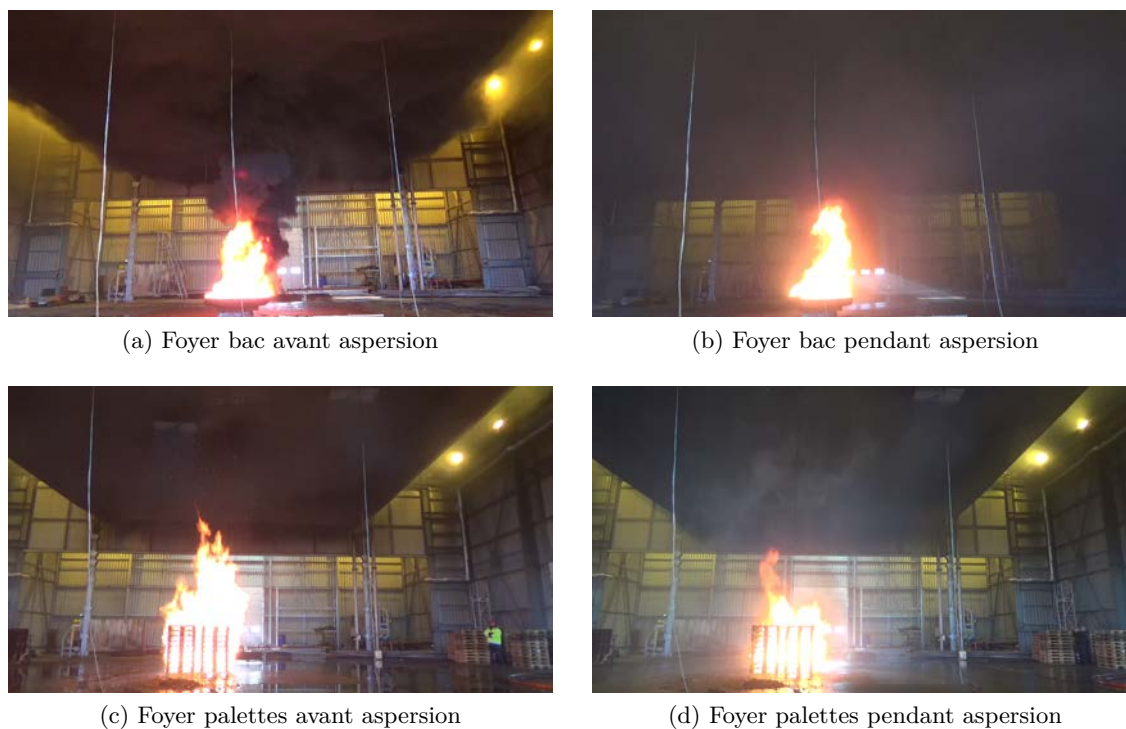 (a) Foyer bac avant aspersion
(b) Foyer bac pendant aspersion
(c) Foyer palettes avant aspersion
(d) Foyer palettes pendant aspersion